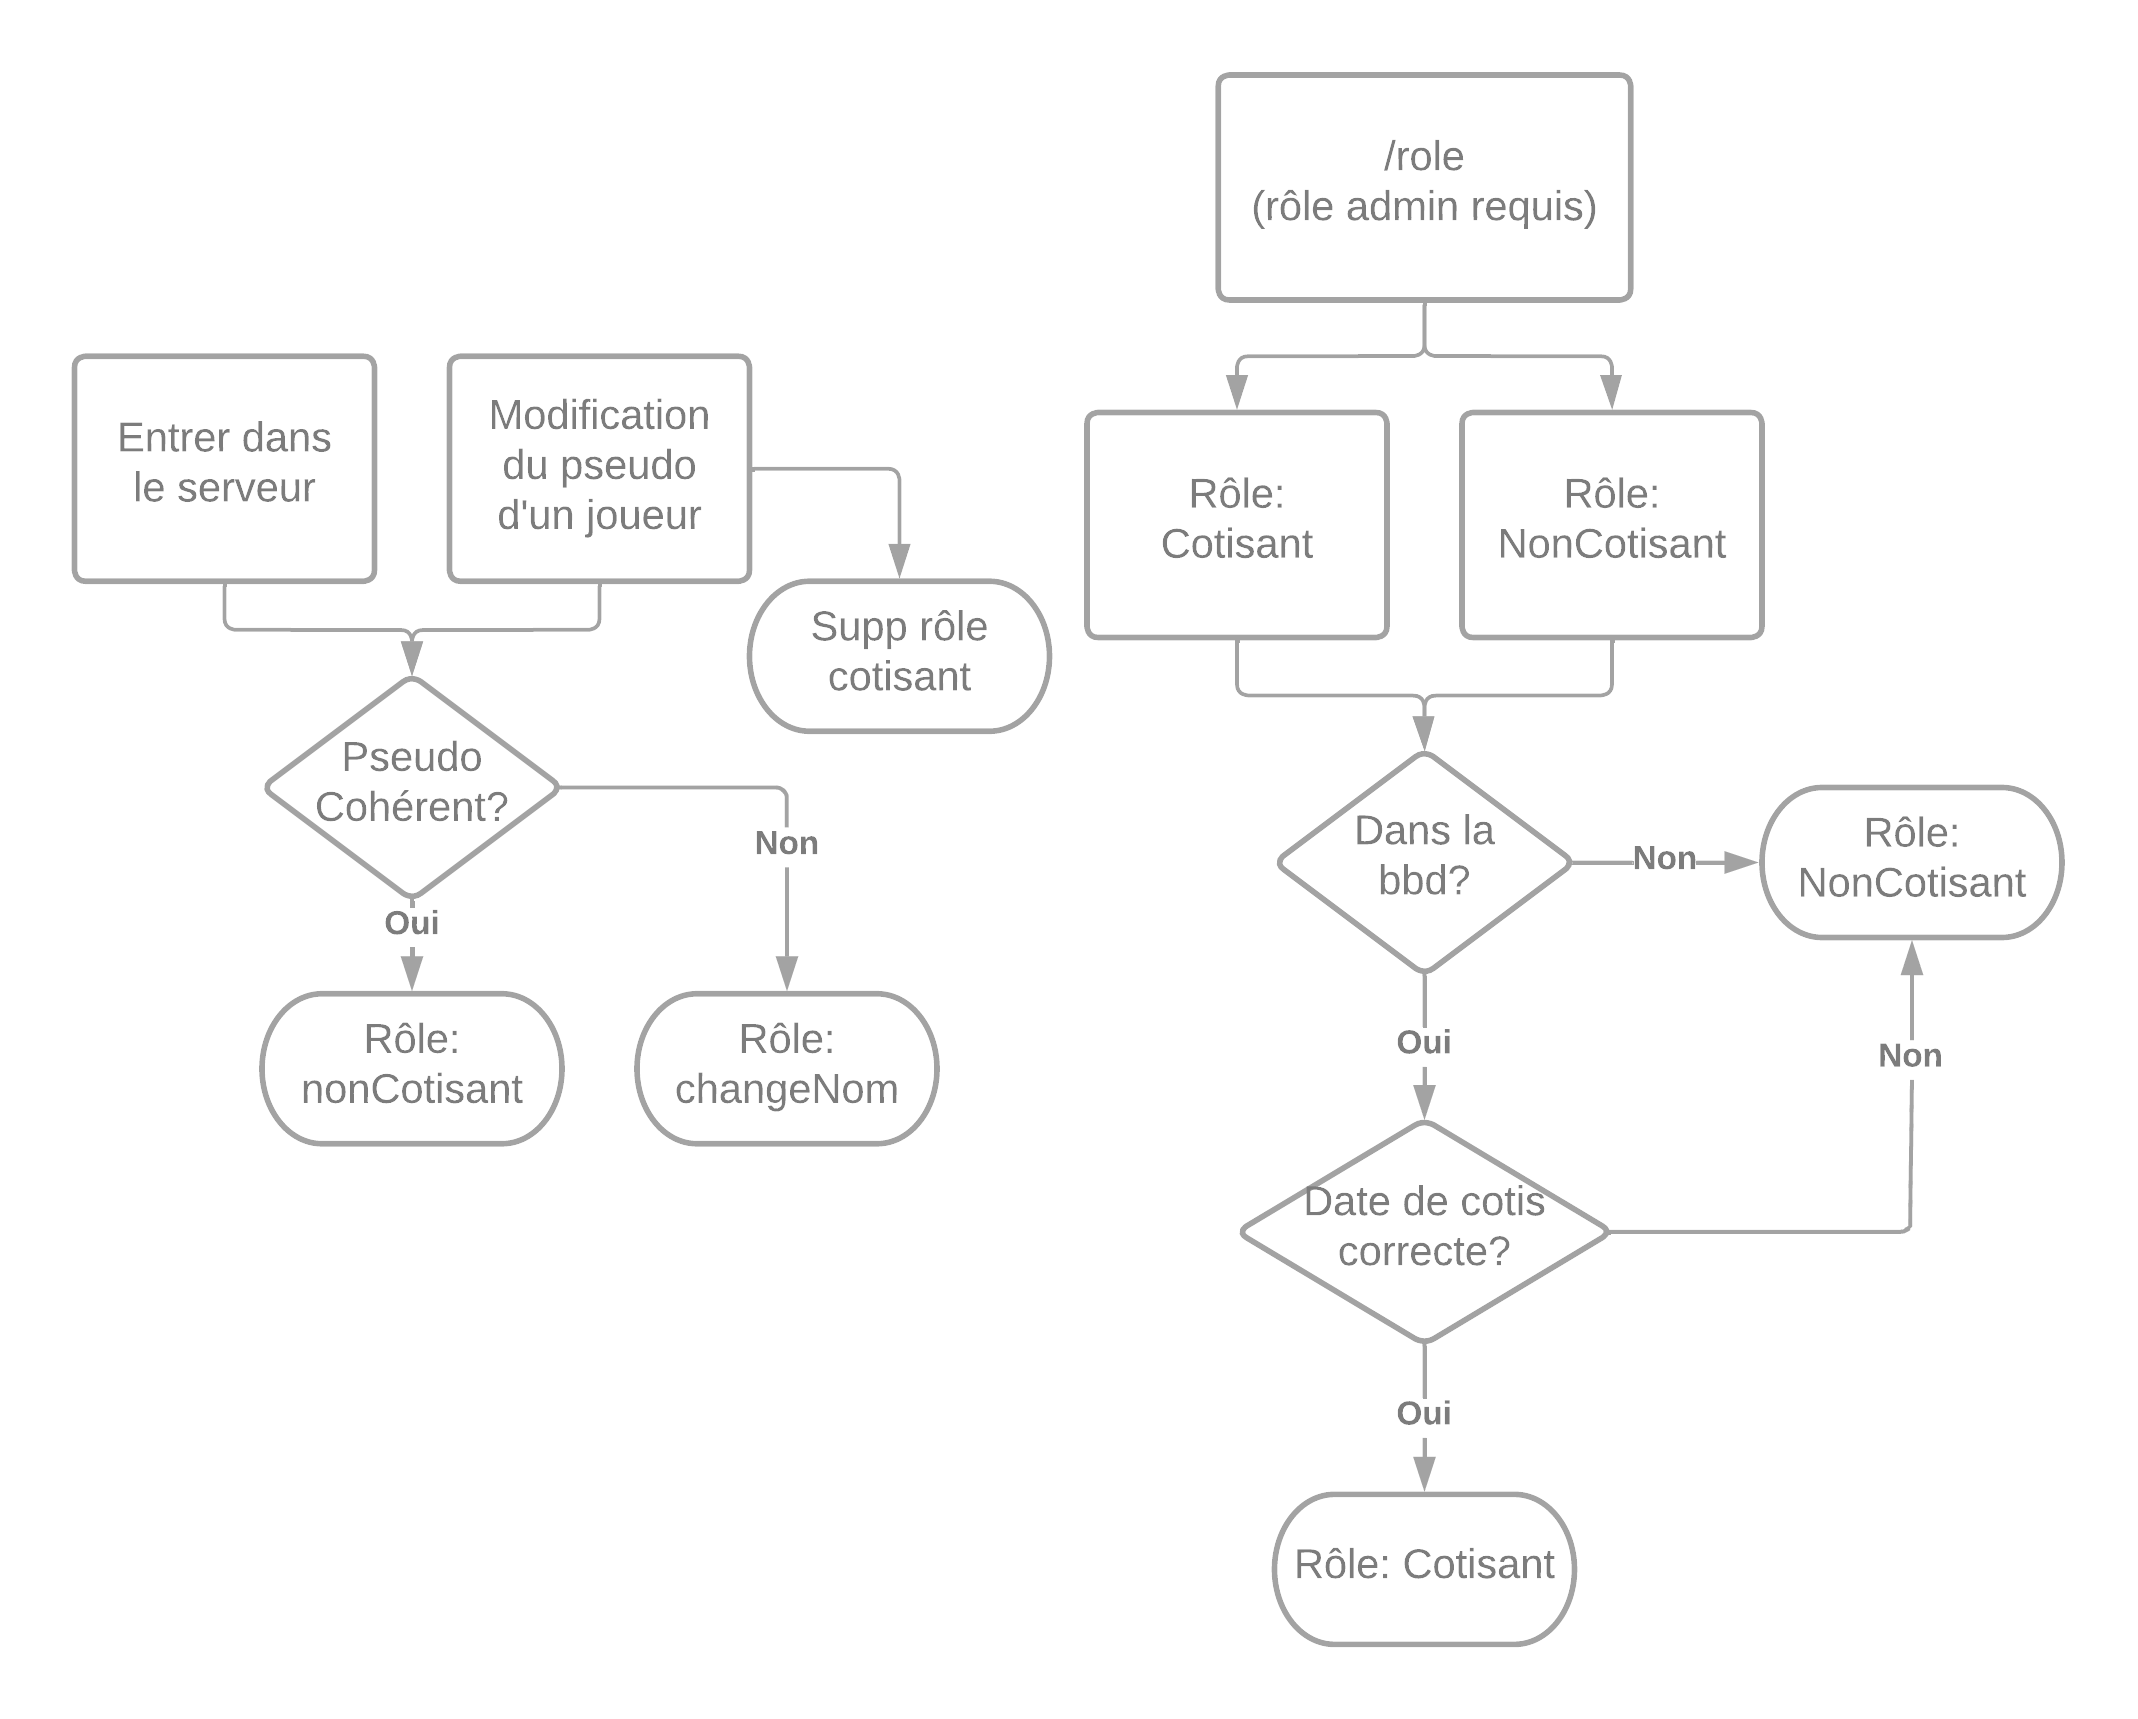 /role
(rôle admin requis)
Entrer dans
le serveur
Modification
du pseudo
d'un joueur
Supp rôle
cotisant
Pseudo
Cohérent?
Non
Oui
Rôle:
nonCotisant
Rôle:
changeNom
Rôle:
Cotisant
Rôle:
NonCotisant
Dans la
bbd?
Non
Rôle:
NonCotisant
Oui
Non
Date de cotis
correcte?
Oui
Rôle: Cotisant